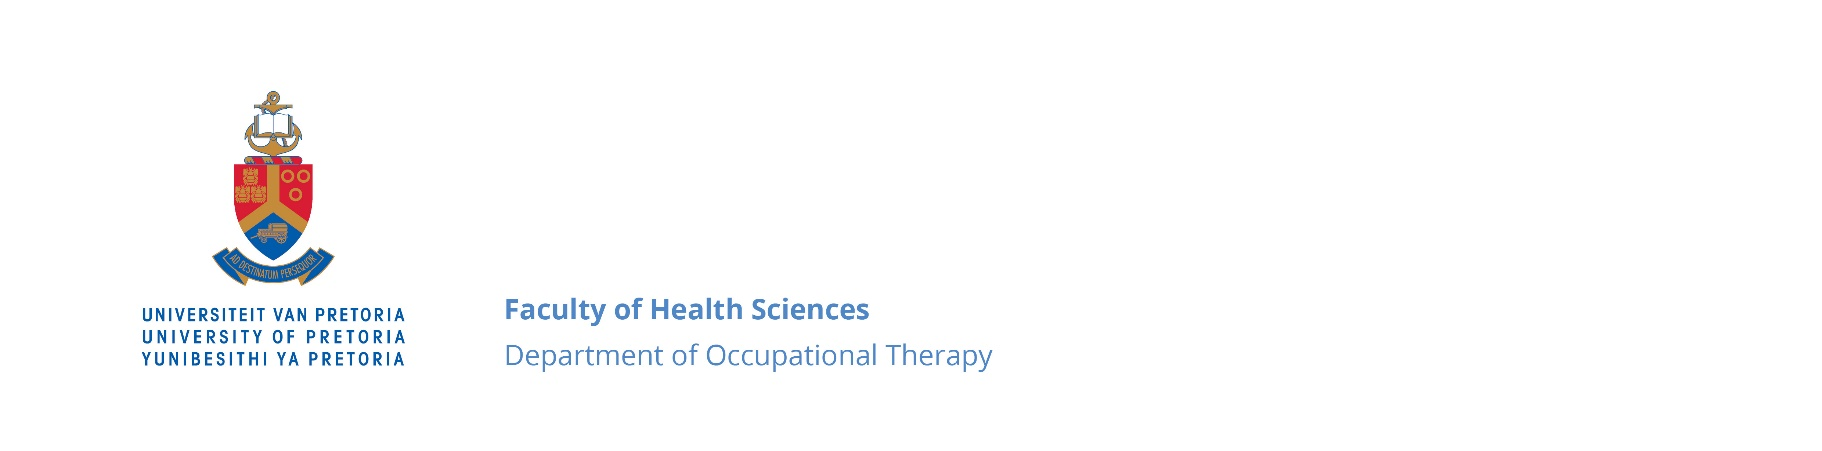 AD DESTINATUM PERSEQUOR
UNIVERSITEIT VAN PRETORIA
UNIVERSITY OF PRETORIA
YUNIBESITHI YA PRETORIA
Faculty of Health Sciences
Department of Occupational Therapy